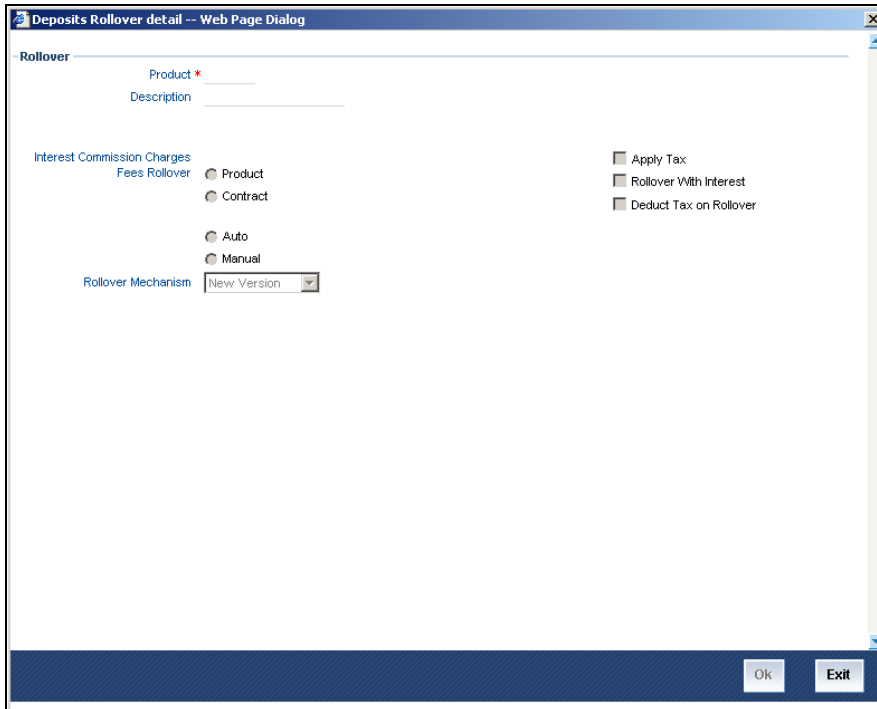 Deposits Rollover detail -- Web Page Dialog
Rollover
Product *
Description
Interest Commission Charges
Fees Rollover
Product
Contract
Auto
Manual
Rollover Mechanism
New Version
Apply Tax
Rollover With Interest
Deduct Tax on Rollover
Ok
Exit